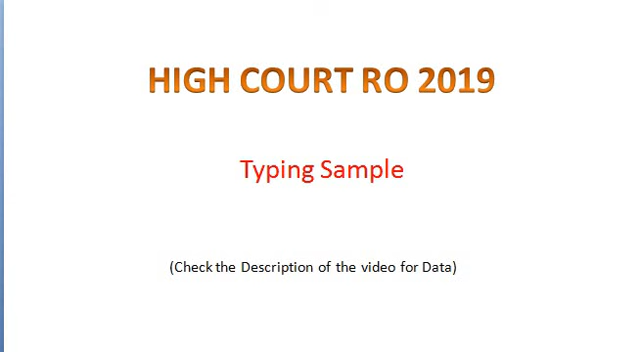 HIGH COURT RO 2019
Typing Sample
(Check the Description of the video for Data)